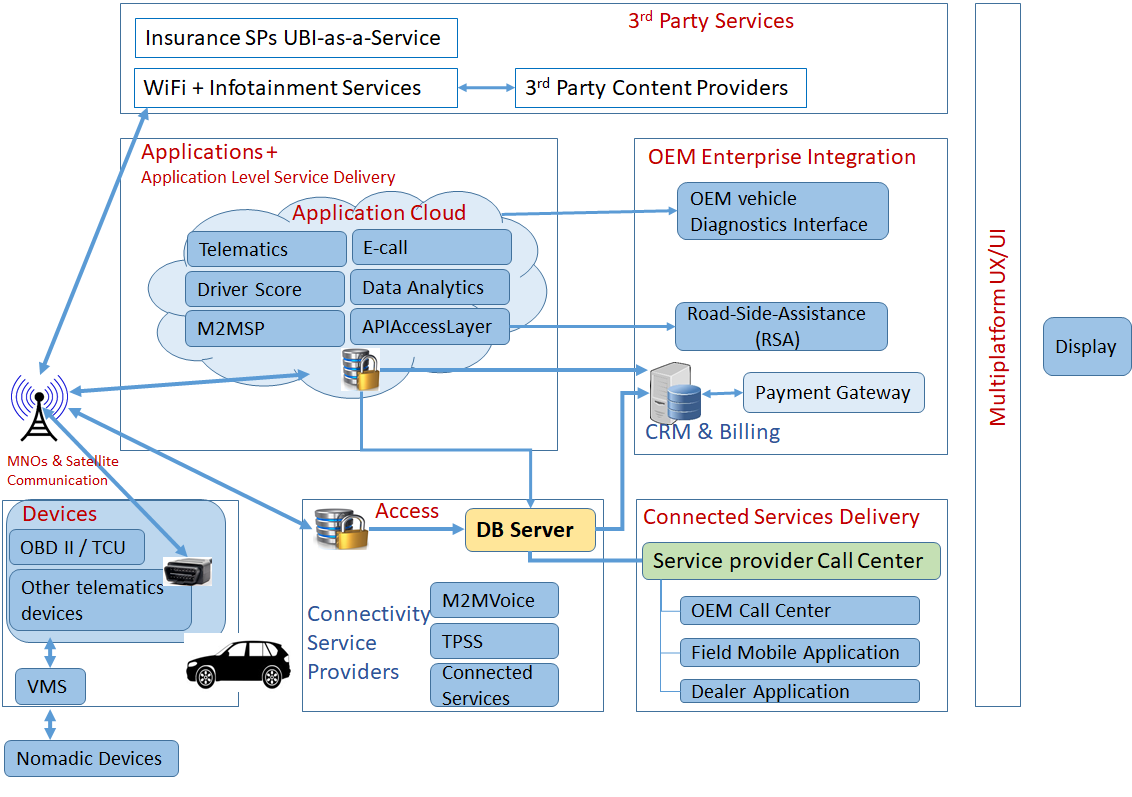 3rd Party Services
Insurance SPs UBI-as-a-Service
WiFi + Infotainment Services
3rd Party Content Providers
Applications +
Application Level Service Delivery
Application Cloud
Telematics
E-call
Driver Score
Data Analytics
M2MSP
APIAccessLayer
OEM Enterprise Integration
OEM vehicle
Diagnostics Interface
Road-Side-Assistance
(RSA)
Payment Gateway
CRM & Billing
Multiplatform UX/UI
Display
MNOs & Satellite
Communication
Devices
OBD II / TCU
Other telematics
devices
VMS
Nomadic Devices
Access
DB Server
Connectivity
Service
Providers
M2MVoice
TPSS
Connected
Services
Connected Services Delivery
Service provider Call Center
OEM Call Center
Field Mobile Application
Dealer Application